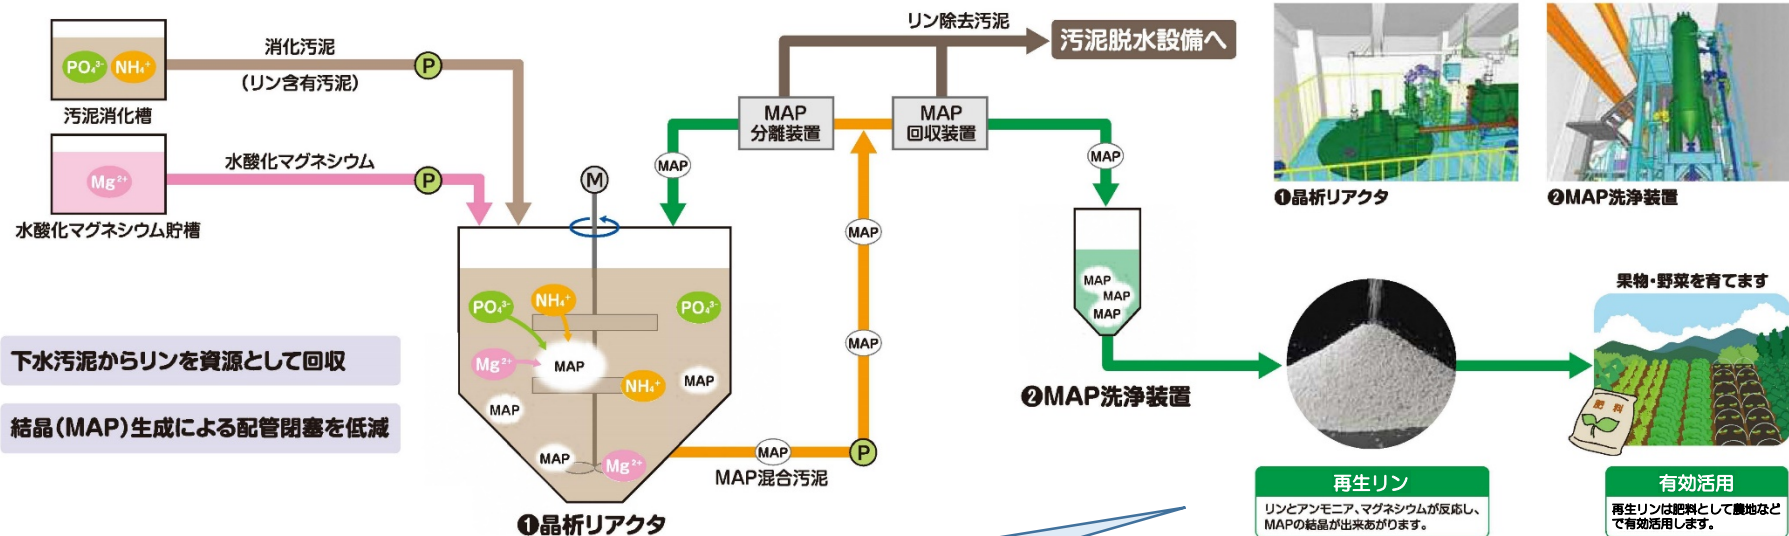 PO₄³⁻
NH₄⁺
汚泥消化槽
消化汚泥
(リン含有汚泥)
P
Mg²⁺
水酸化マグネシウム貯槽
水酸化マグネシウム
P
M
リン除去汚泥
汚泥脱水設備へ
MAP
分離装置
MAP
回収装置
MAP
MAP
MAP
MAP
MAP
P
MAP混合汚泥
PO₄³⁻
NH₄⁺
PO₄³⁻
Mg²⁺
MAP
NH₄⁺
MAP
MAP
MAP
Mg²⁺
❶晶析リアクタ
下水汚泥からリンを資源として回収
結晶(MAP)生成による配管閉塞を低減
MAP
MAP
MAP
❷MAP洗浄装置
❶晶析リアクタ
❷MAP洗浄装置
再生リン
リンとアンモニア、マグネシウムが反応し、
MAPの結晶が出来あがります。
果物・野菜を育てます
肥料
有効活用
再生リンは肥料として農地など
で有効活用します。